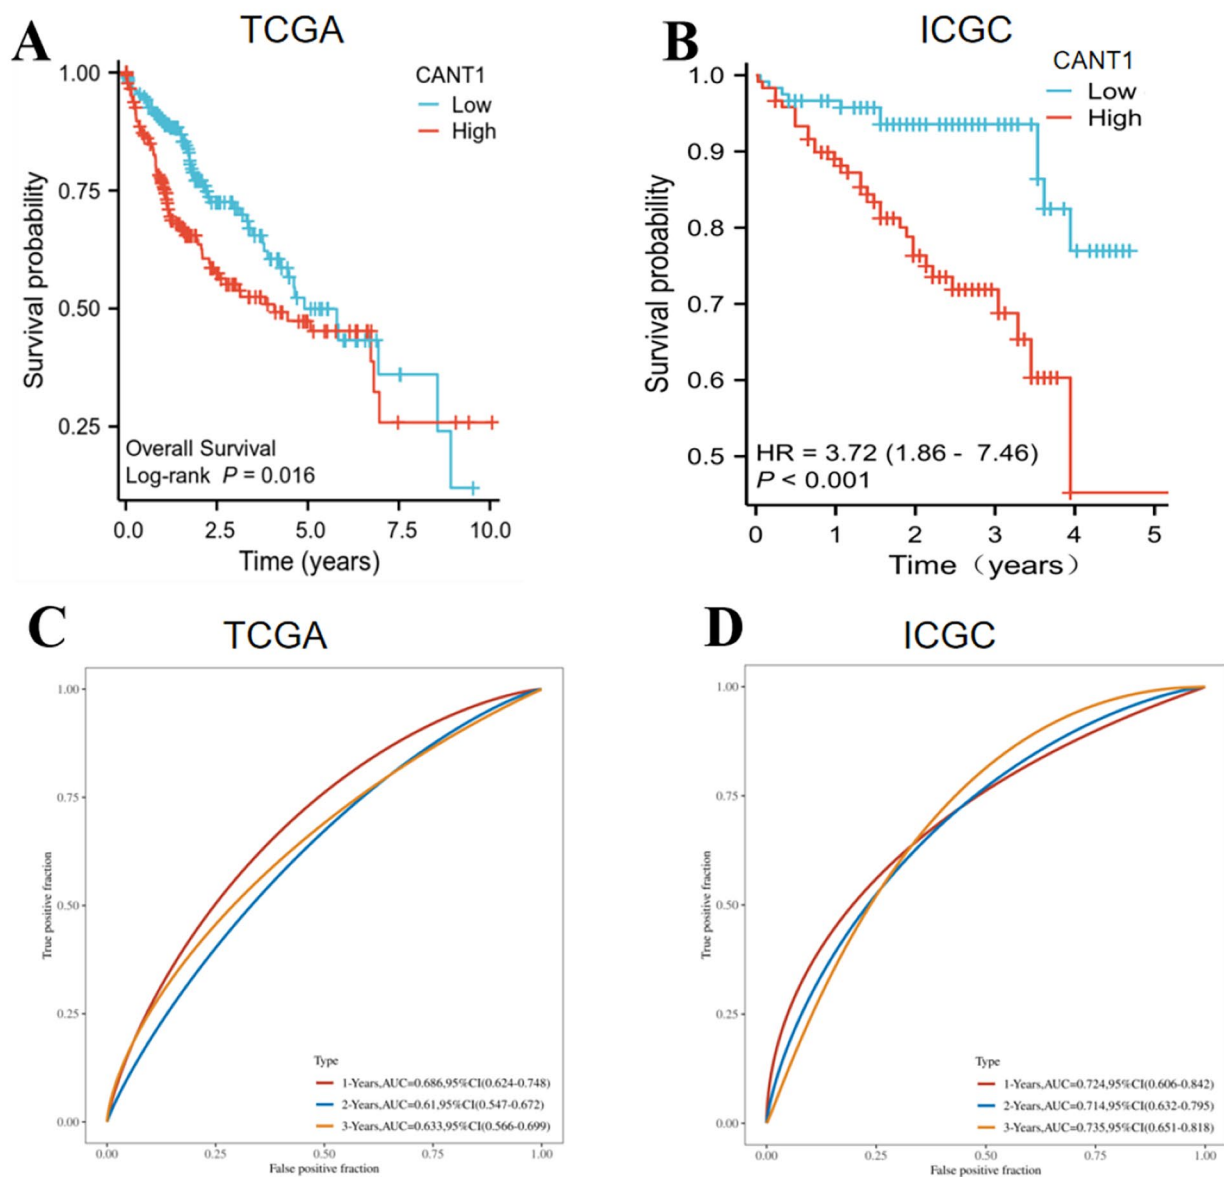 A
TCGA
CANT1
Low
High
1.00
0.75
0.50
0.25
Survival probability
Overall Survival
Log-rank P = 0.016
0.0 2.5 5.0 7.5 10.0
Time (years)
B
ICGC
CANT1
Low
High
1.0
0.9
0.8
0.7
0.6
0.5
Survival probability
HR = 3.72 (1.86 - 7.46)
P < 0.001
0 1 2 3 4 5
Time（years）
C
TCGA
1.00
0.75
0.50
0.25
0.00
True positive fraction
Type
1-Years,AUC=0.686,95%CI(0.624-0.748)
2-Years,AUC=0.61,95%CI(0.547-0.672)
3-Years,AUC=0.633,95%CI(0.566-0.699)
0.00 0.25 0.50 0.75 1.00
False positive fraction
D
ICGC
1.00
0.75
0.50
0.25
0.00
True positive fraction
Type
1-Years,AUC=0.724,95%CI(0.606-0.842)
2-Years,AUC=0.714,95%CI(0.632-0.795)
3-Years,AUC=0.735,95%CI(0.651-0.818)
0.00 0.25 0.50 0.75 1.00
False positive fraction